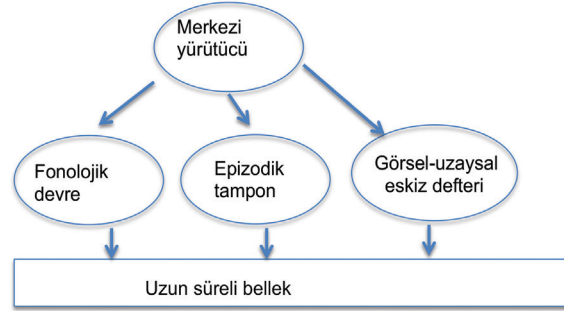 Merkezi
yürütücü
Fonolojik
devre
Epizodik
tampon
Görsel-uzaysal
eskiz defteri
Uzun süreli bellek